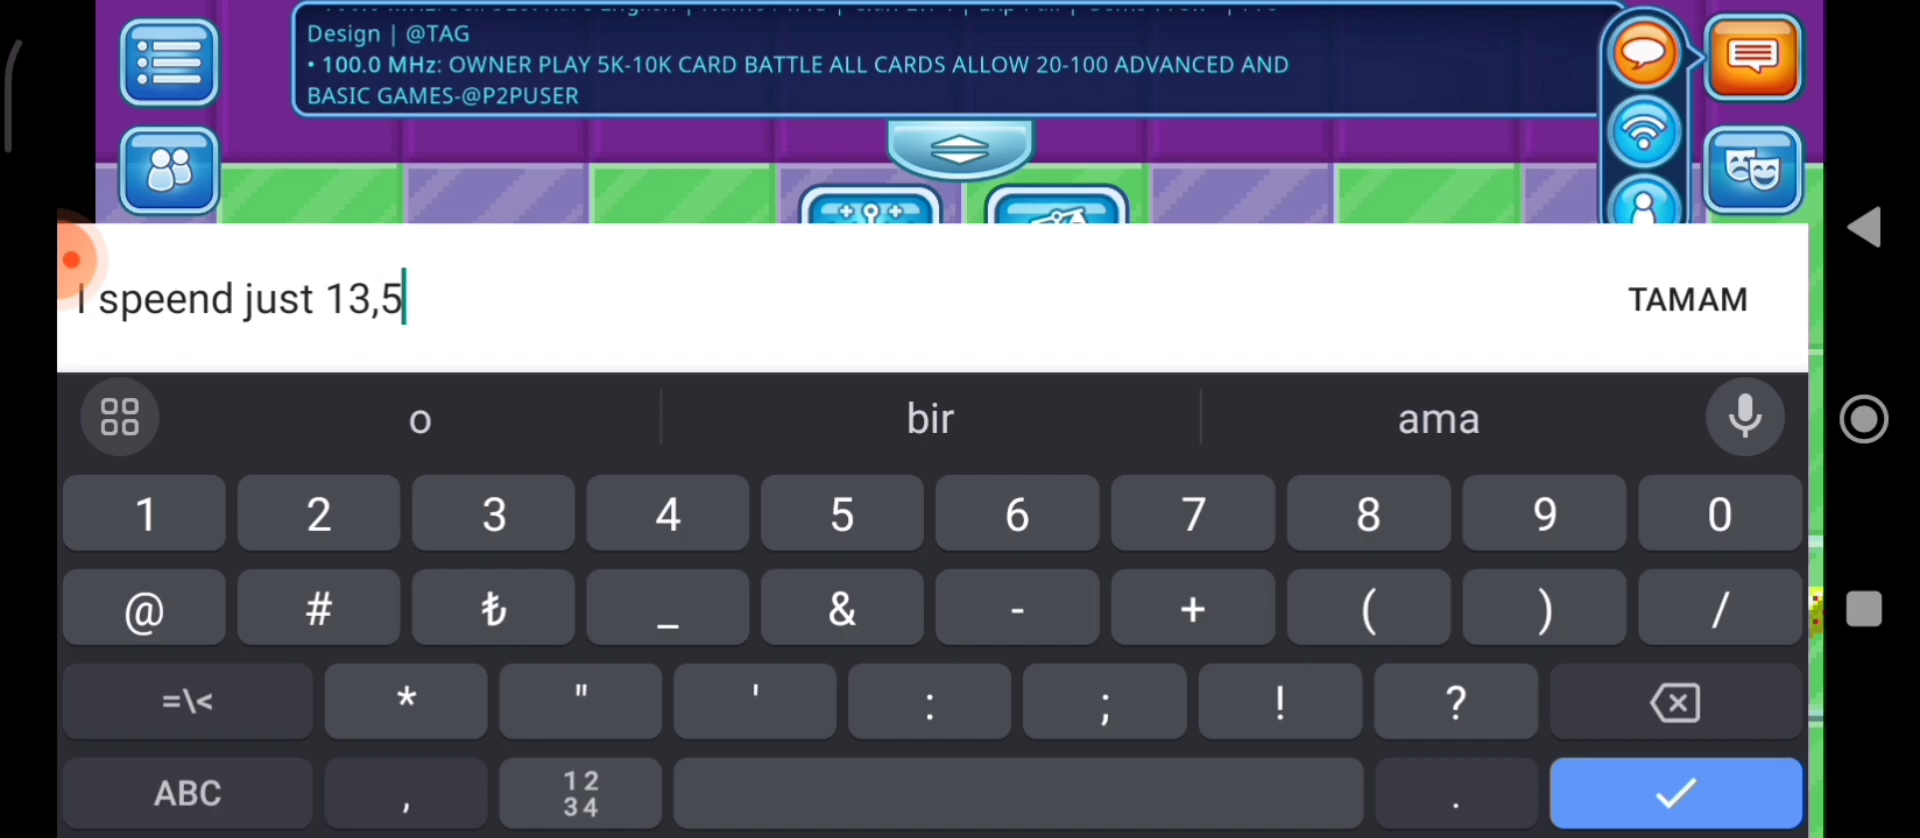 Design | @TAG
• 100.0 MHz: OWNER PLAY 5K-10K CARD BATTLE ALL CARDS ALLOW 20-100 ADVANCED AND
BASIC GAMES-@P2PUSER
I speend just 13,5
TAMAM
o bir ama
1 2 3 4 5 6 7 8 9 0
@ # ₺ _ & - + ( ) /
=\< * " ' : ; ! ?
ABC , 12 34 .